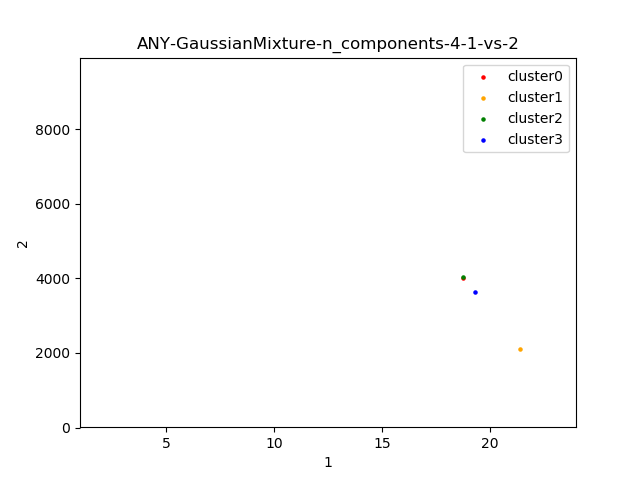 ANY-GaussianMixture-n_components-4-1-vs-2
cluster0
cluster1
cluster2
cluster3
8000
6000
4000
2000
0
2
5
10
15
20
1